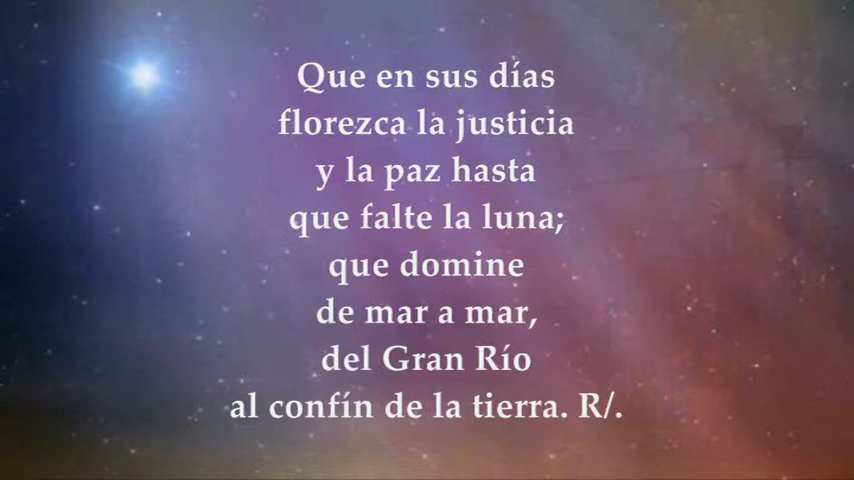 Que en sus días
florezca la justicia
y la paz hasta
que falte la luna;
que domine
de mar a mar,
del Gran Río
al confín de la tierra. R/.